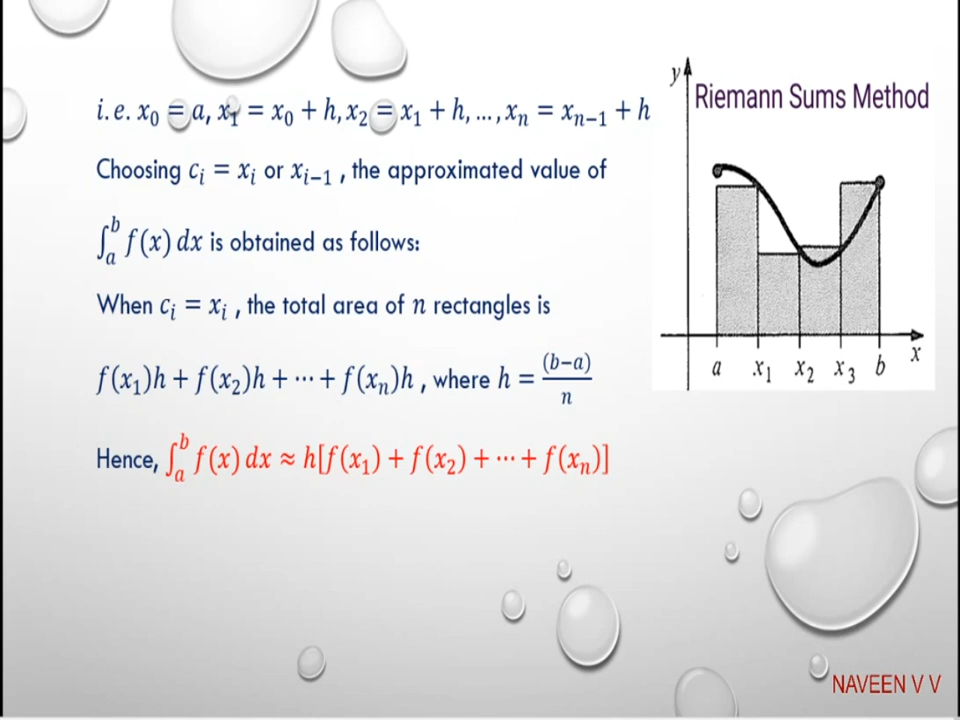 i.e. x₀ = a, x₁ = x₀ + h, x₂ = x₁ + h, ..., xₙ = xₙ₋₁ + h
Choosing cᵢ = xᵢ or xᵢ₋₁ , the approximated value of
∫ₐᵇ f(x) dx is obtained as follows:
When cᵢ = xᵢ , the total area of n rectangles is
f(x₁)h + f(x₂)h + ⋯ + f(xₙ)h , where h = (b−a)/n
Hence, ∫ₐᵇ f(x) dx ≈ h[f(x₁) + f(x₂) + ⋯ + f(xₙ)]
y
Riemann Sums Method
a x₁ x₂ x₃ b x
NAVEEN V V